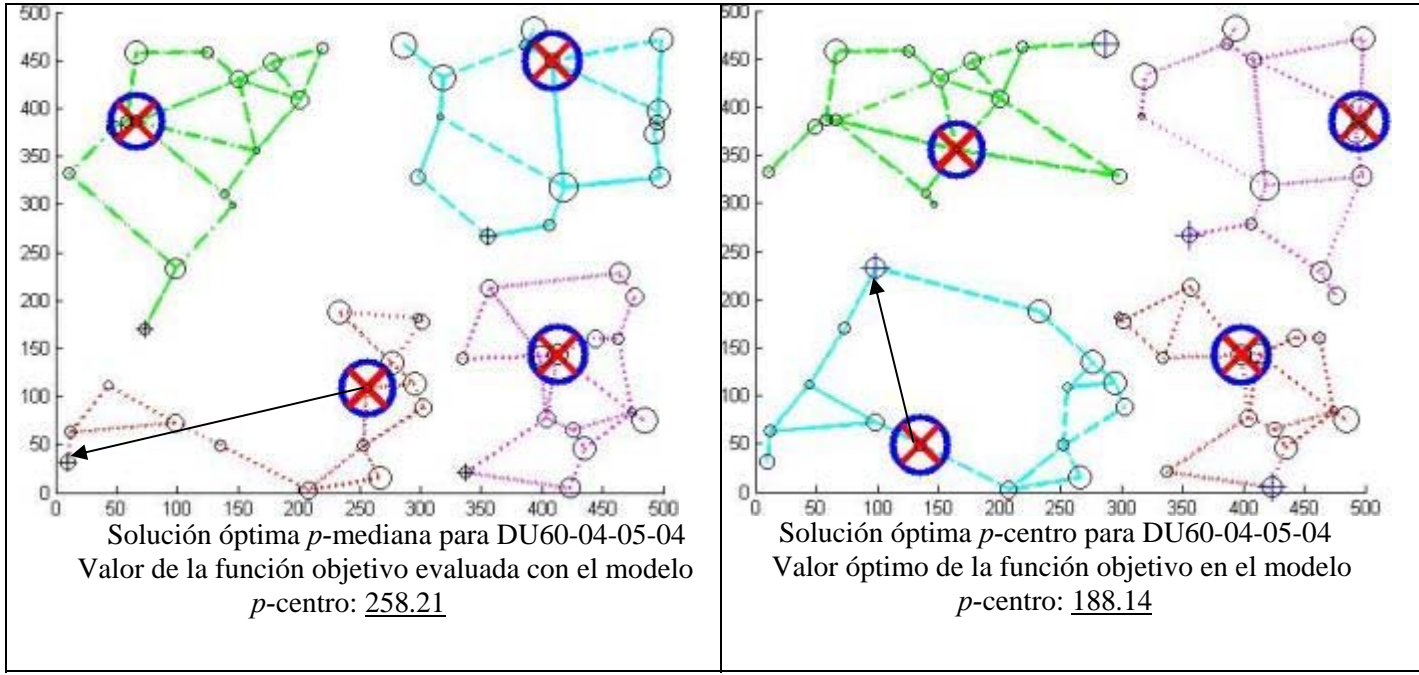 500
450
400
350
300
250
200
150
100
50
0
0 50 100 150 200 250 300 350 400 450 500
Solución óptima p-mediana para DU60-04-05-04
Valor de la función objetivo evaluada con el modelo
p-centro: 258.21
500
450
400
350
300
250
200
150
100
50
0
0 50 100 150 200 250 300 350 400 450 500
Solución óptima p-centro para DU60-04-05-04
Valor óptimo de la función objetivo en el modelo
p-centro: 188.14